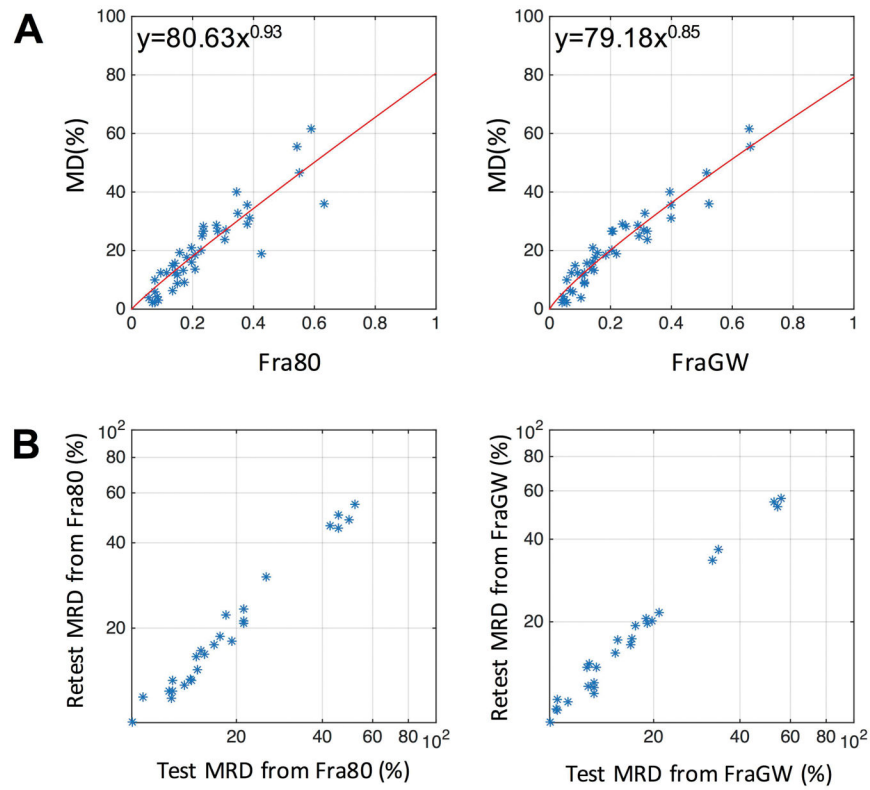 A
y=80.63x^0.93
MD(%)
100
80
60
40
20
0
0 0.2 0.4 0.6 0.8 1
Fra80
y=79.18x^0.85
MD(%)
100
80
60
40
20
0
0 0.2 0.4 0.6 0.8 1
FraGW
B
Retest MRD from Fra80 (%)
10^2
80
60
40
20
20 40 60 80 10^2
Test MRD from Fra80 (%)
Retest MRD from FraGW (%)
10^2
80
60
40
20
20 40 60 80 10^2
Test MRD from FraGW (%)